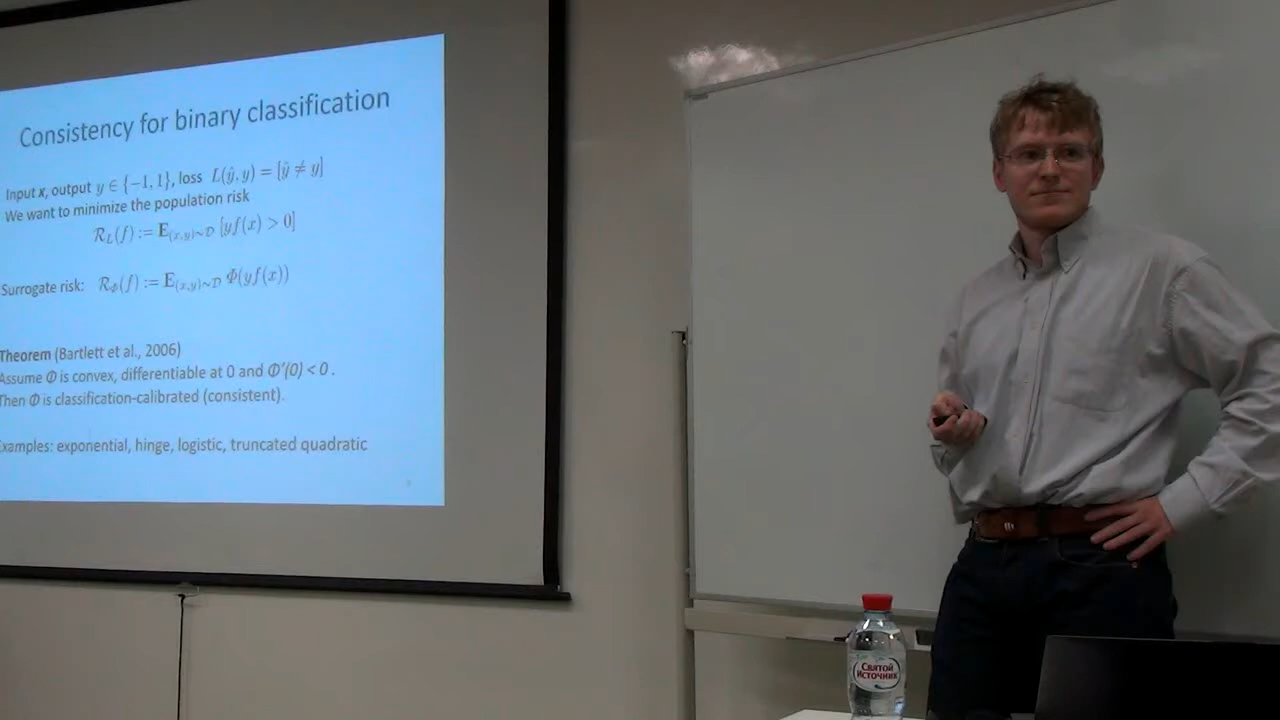 Consistency for binary classification
Input x, output y ∈ {−1, 1}, loss L(ŷ, y) = [ŷ ≠ y]
We want to minimize the population risk
R_L(f) := E_(x,y)∼D [yf(x) > 0]
Surrogate risk: R_Φ(f) := E_(x,y)∼D Φ(yf(x))
Theorem (Bartlett et al., 2006)
Assume Φ is convex, differentiable at 0 and Φ'(0) < 0 .
Then Φ is classification-calibrated (consistent).
Examples: exponential, hinge, logistic, truncated quadratic
Святой
Источник